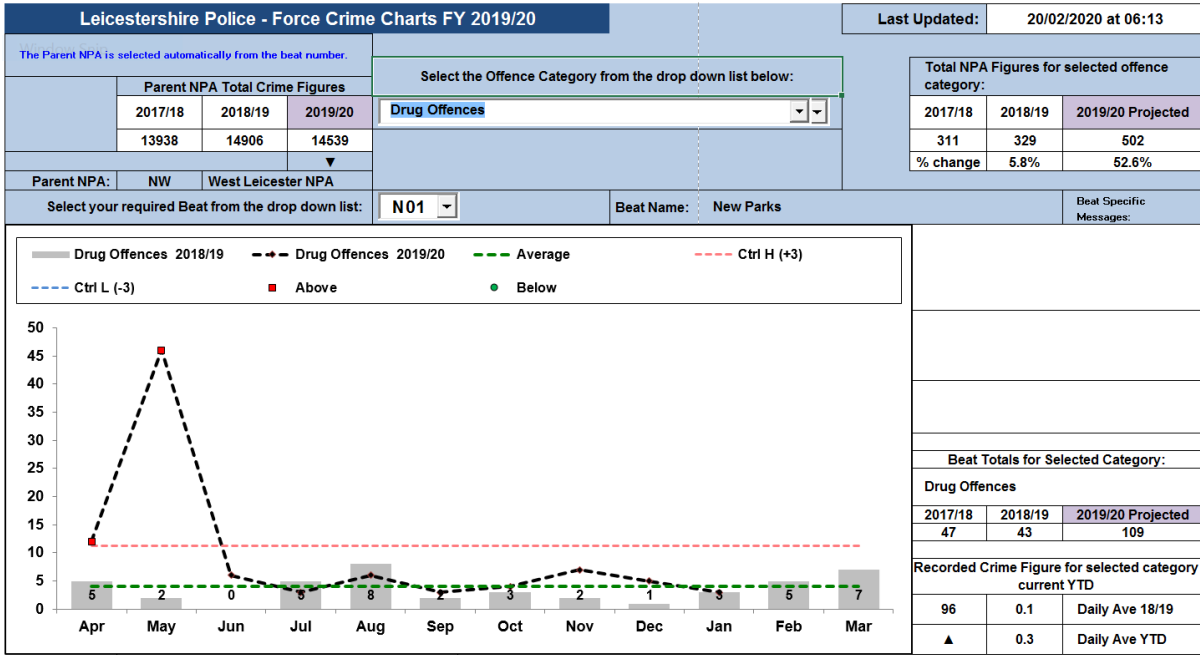 Leicestershire Police - Force Crime Charts FY 2019/20
Last Updated: 20/02/2020 at 06:13
The Parent NPA is selected automatically from the beat number.
Parent NPA Total Crime Figures
2017/18 2018/19 2019/20
13938 14906 14539
▼
Parent NPA: NW West Leicester NPA
Select the Offence Category from the drop down list below:
Drug Offences
Total NPA Figures for selected offence
category:
2017/18 2018/19 2019/20 Projected
311 329 502
% change 5.8% 52.6%
Select your required Beat from the drop down list: N01
Beat Name: New Parks
Beat Specific
Messages:
Drug Offences 2018/19 Drug Offences 2019/20 Average Ctrl H (+3)
Ctrl L (-3) Above Below
50
45
40
35
30
25
20
15
10
5
0
5 2 0 5 8 2 3 2 1 3 5 7
Apr May Jun Jul Aug Sep Oct Nov Dec Jan Feb Mar
Beat Totals for Selected Category:
Drug Offences
2017/18 2018/19 2019/20 Projected
47 43 109
Recorded Crime Figure for selected category
current YTD
96 0.1 Daily Ave 18/19
▲ 0.3 Daily Ave YTD